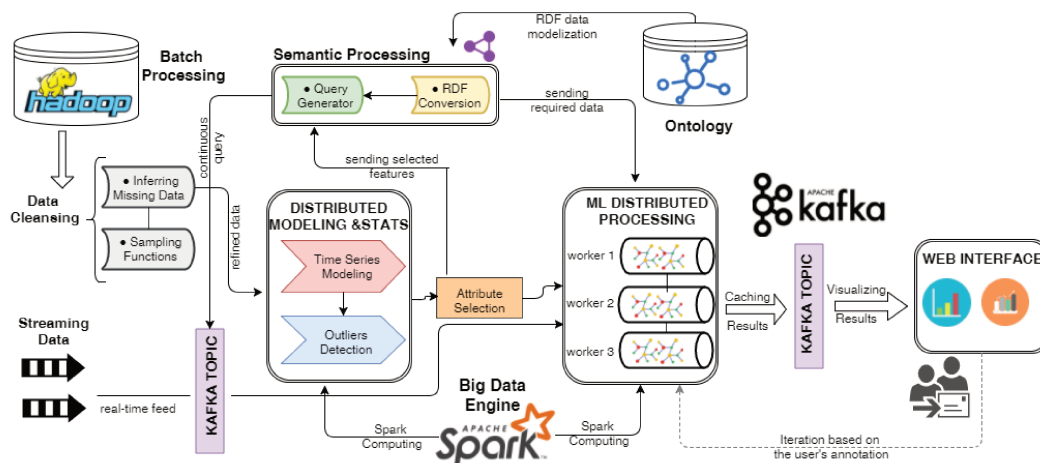 RDF data
modelization
Semantic Processing
Batch
Processing
hadoop
● Query
Generator
● RDF
Conversion
sending
required data
Ontology
continuous
query
sending selected
features
Data
Cleansing
● Inferring
Missing Data
● Sampling
Functions
refined data
DISTRIBUTED
MODELING &STATS
Time Series
Modeling
Outliers
Detection
Attribute
Selection
ML DISTRIBUTED
PROCESSING
worker 1
worker 2
worker 3
APACHE
kafka
KAFKA TOPIC
Caching
Results
Visualizing
Results
WEB INTERFACE
Streaming
Data
real-time feed
KAFKA TOPIC
Big Data
Engine
Spark
Computing
APACHE
Spark
TM
Spark
Computing
Iteration based on
the user's annotation